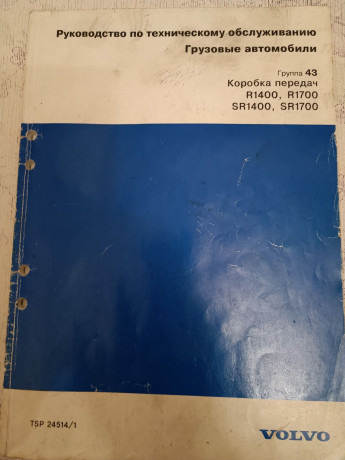 Руководство по техническому обслуживанию
Грузовые автомобили
Группа 43
Коробка передач
R1400, R1700
SR1400, SR1700
TSP 24514/1
VOLVO